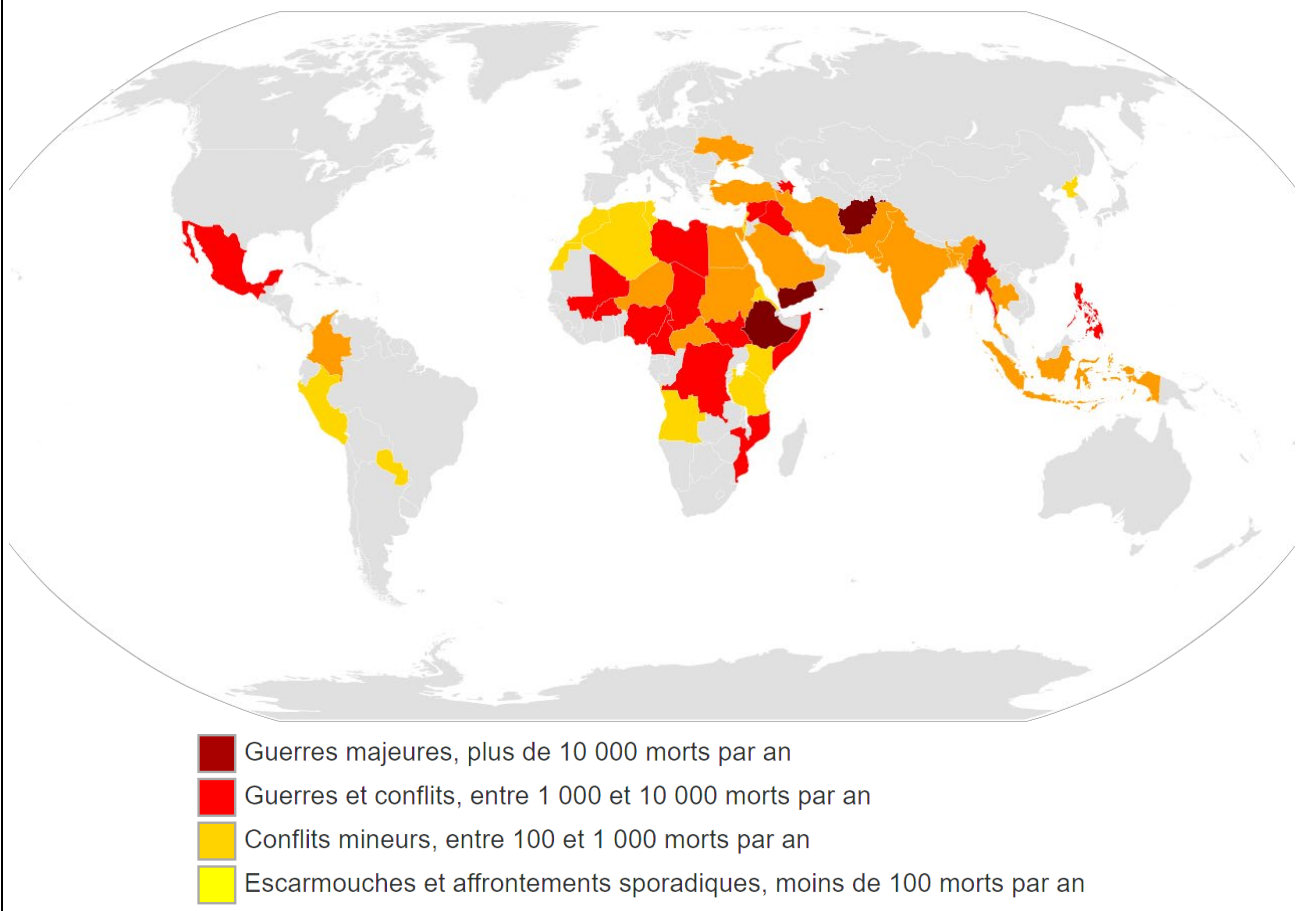 Guerres majeures, plus de 10 000 morts par an
Guerres et conflits, entre 1 000 et 10 000 morts par an
Conflits mineurs, entre 100 et 1 000 morts par an
Escarmouches et affrontements sporadiques, moins de 100 morts par an